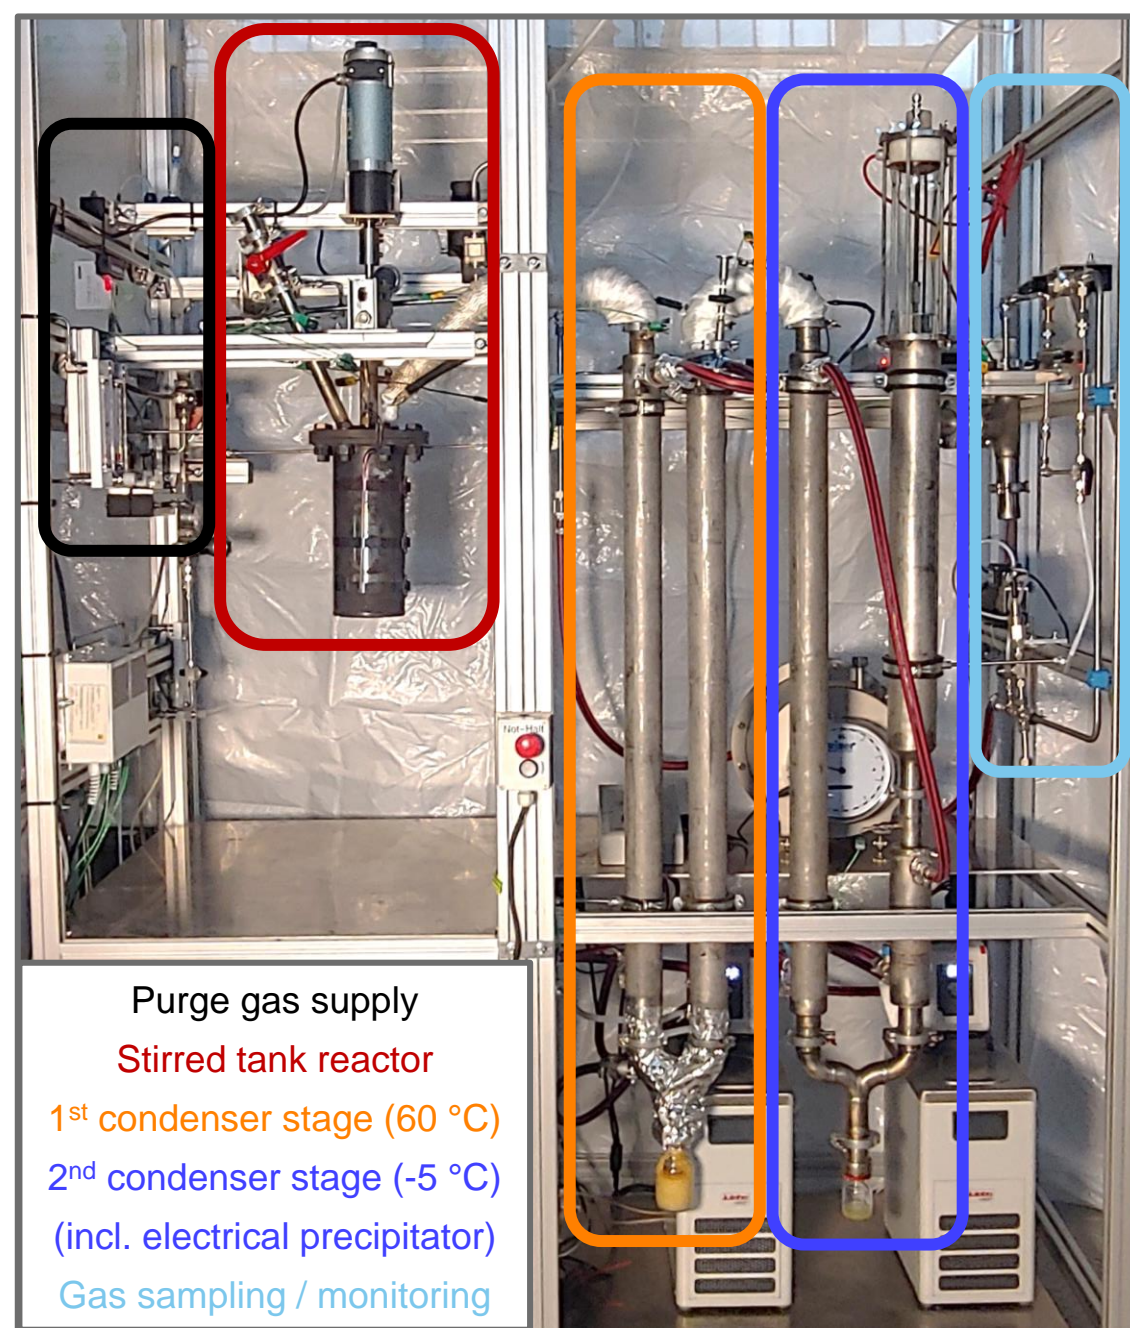 Not-Halt
Purge gas supply
Stirred tank reactor
1st condenser stage (60 °C)
2nd condenser stage (-5 °C)
(incl. electrical precipitator)
Gas sampling / monitoring